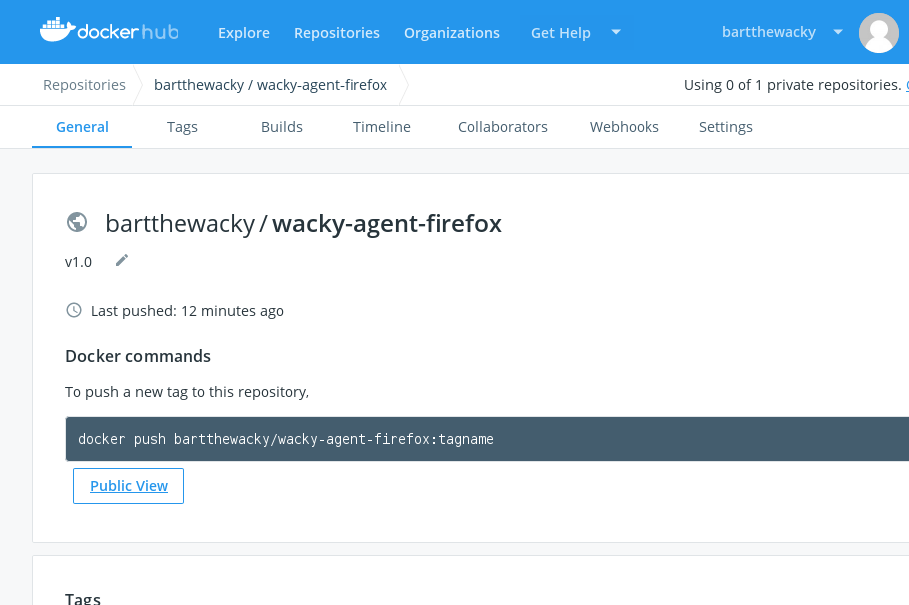 docker hub Explore Repositories Organizations Get Help bartthewacky
Repositories bartthewacky / wacky-agent-firefox Using 0 of 1 private repositories.
General Tags Builds Timeline Collaborators Webhooks Settings
bartthewacky / wacky-agent-firefox
v1.0
Last pushed: 12 minutes ago
Docker commands
To push a new tag to this repository,
docker push bartthewacky/wacky-agent-firefox:tagname
Public View
Tags